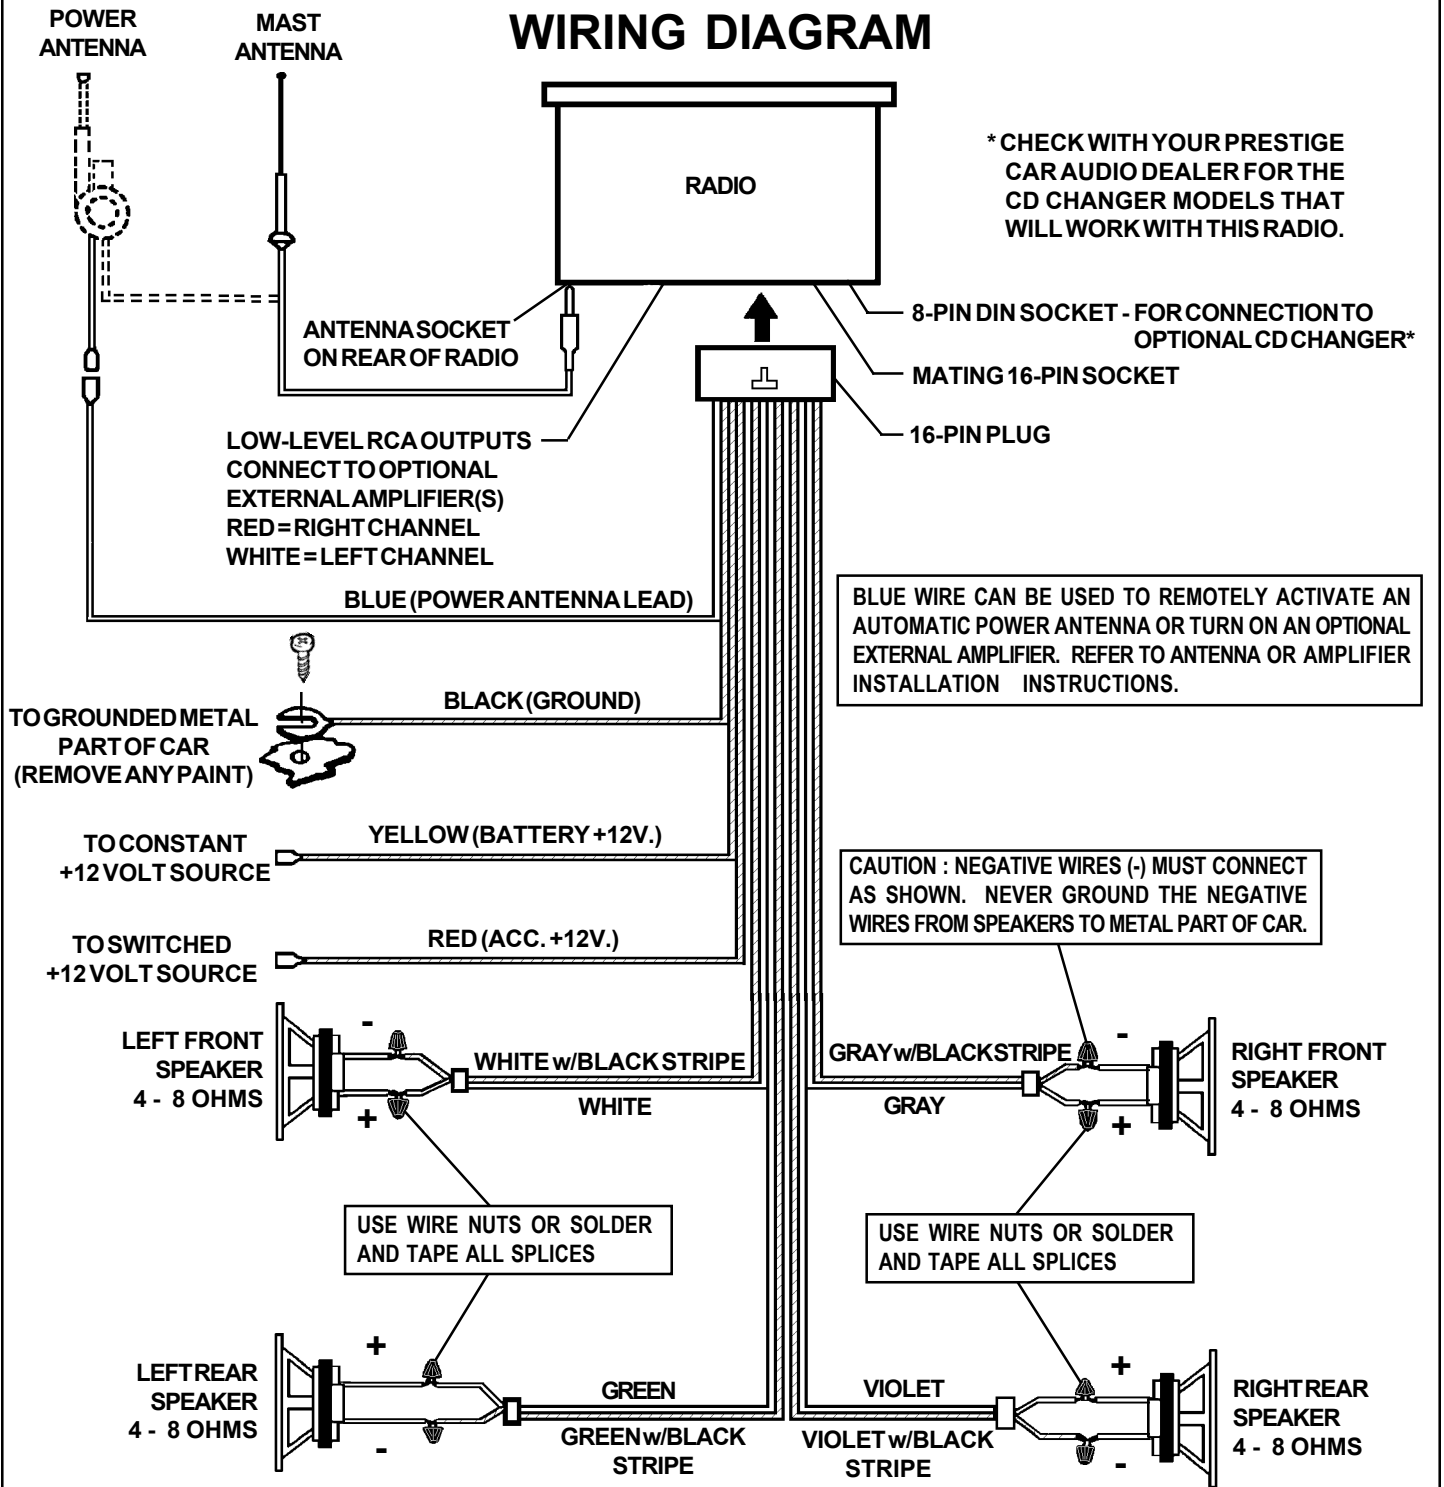 WIRING DIAGRAM
POWER
ANTENNA
MAST
ANTENNA
RADIO
* CHECK WITH YOUR PRESTIGE
CAR AUDIO DEALER FOR THE
CD CHANGER MODELS THAT
WILL WORK WITH THIS RADIO.
ANTENNA SOCKET
ON REAR OF RADIO
8-PIN DIN SOCKET - FOR CONNECTION TO
OPTIONAL CD CHANGER*
MATING 16-PIN SOCKET
16-PIN PLUG
LOW-LEVEL RCA OUTPUTS
CONNECT TO OPTIONAL
EXTERNAL AMPLIFIER(S)
RED = RIGHT CHANNEL
WHITE = LEFT CHANNEL
BLUE (POWER ANTENNA LEAD)
BLUE WIRE CAN BE USED TO REMOTELY ACTIVATE AN
AUTOMATIC POWER ANTENNA OR TURN ON AN OPTIONAL
EXTERNAL AMPLIFIER. REFER TO ANTENNA OR AMPLIFIER
INSTALLATION INSTRUCTIONS.
BLACK (GROUND)
TO GROUNDED METAL
PART OF CAR
(REMOVE ANY PAINT)
YELLOW (BATTERY +12V.)
TO CONSTANT
+12 VOLT SOURCE
RED (ACC. +12V.)
TO SWITCHED
+12 VOLT SOURCE
CAUTION : NEGATIVE WIRES (-) MUST CONNECT
AS SHOWN. NEVER GROUND THE NEGATIVE
WIRES FROM SPEAKERS TO METAL PART OF CAR.
LEFT FRONT
SPEAKER
4 - 8 OHMS
-
+
WHITE w/BLACK STRIPE
WHITE
GRAY w/BLACK STRIPE
GRAY
-
+
RIGHT FRONT
SPEAKER
4 - 8 OHMS
USE WIRE NUTS OR SOLDER
AND TAPE ALL SPLICES
USE WIRE NUTS OR SOLDER
AND TAPE ALL SPLICES
LEFT REAR
SPEAKER
4 - 8 OHMS
+
-
GREEN
GREEN w/BLACK
STRIPE
VIOLET
VIOLET w/BLACK
STRIPE
+
-
RIGHT REAR
SPEAKER
4 - 8 OHMS